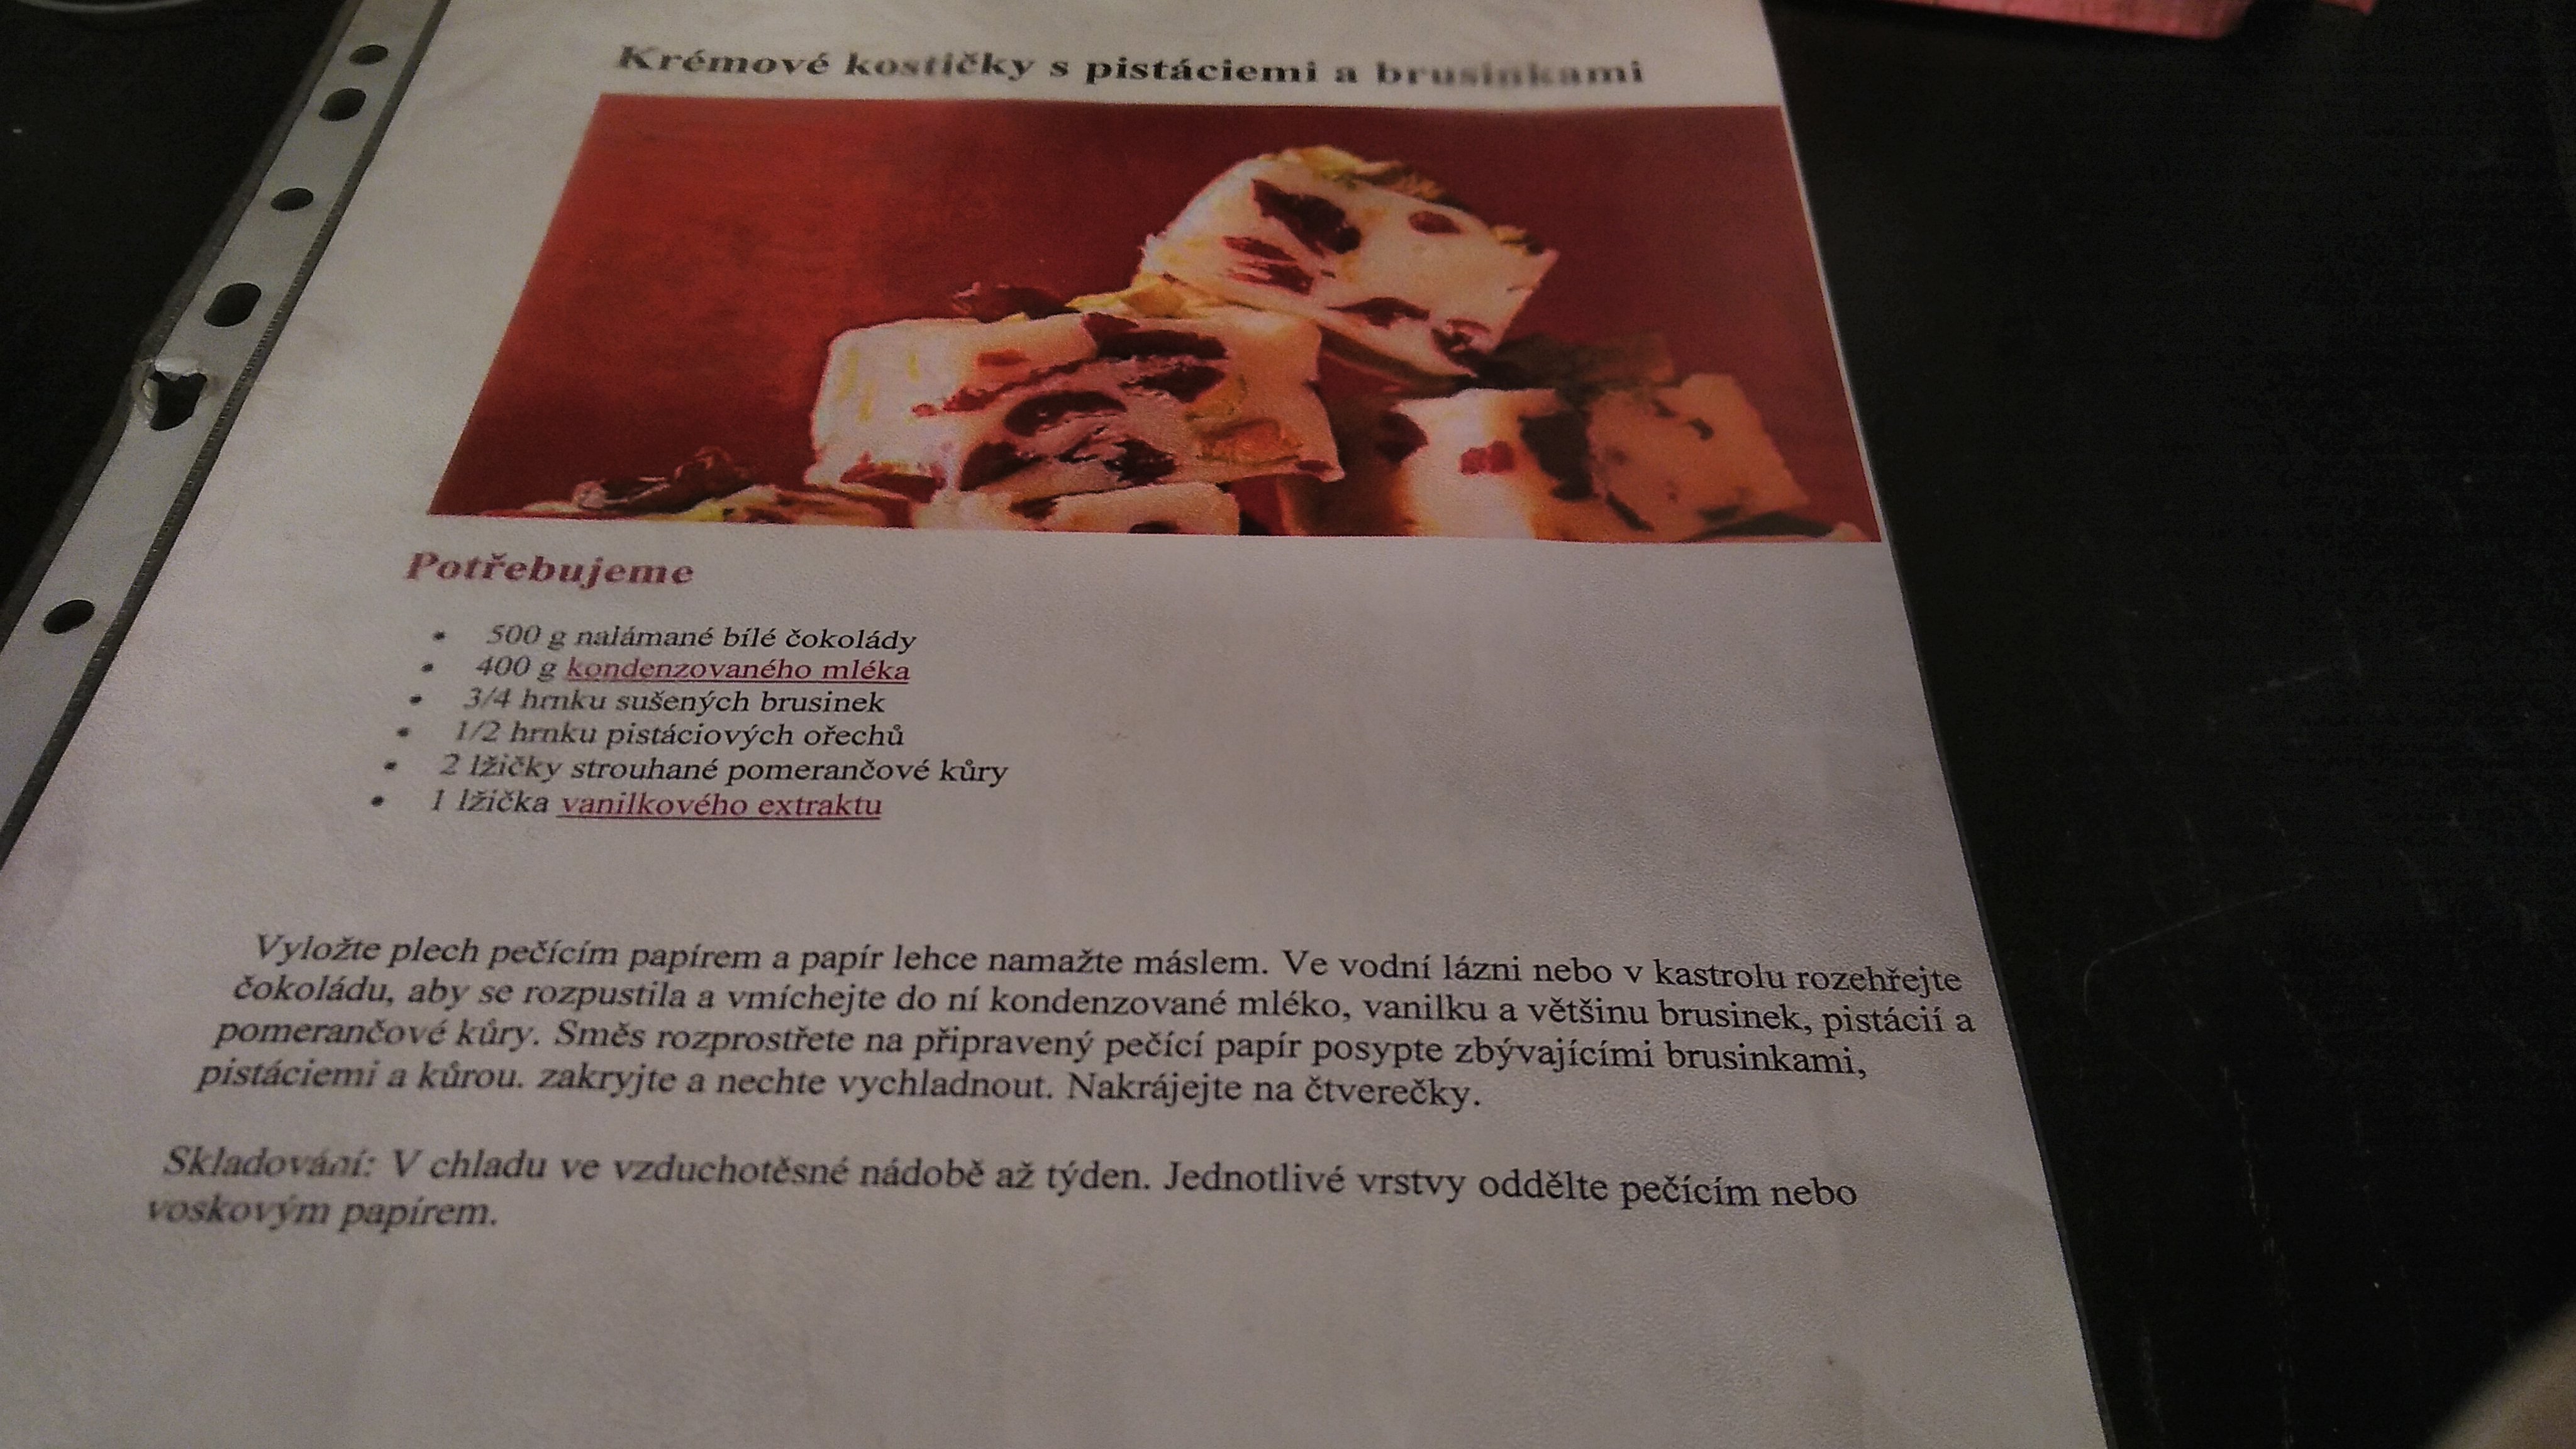 Krémové kostičky s pistáciemi a brusinkami
Potřebujeme
• 500 g nalámané bílé čokolády
• 400 g kondenzovaného mléka
• 3/4 hrnku sušených brusinek
• 1/2 hrnku pistáciových ořechů
• 2 lžičky strouhané pomerančové kůry
• 1 lžička vanilkového extraktu
Vyložte plech pečícím papírem a papír lehce namažte máslem. Ve vodní lázni nebo v kastrolu rozehřejte
čokoládu, aby se rozpustila a vmíchejte do ní kondenzované mléko, vanilku a většinu brusinek, pistácií a
pomerančové kůry. Směs rozprostřete na připravený pečící papír posypte zbývajícími brusinkami,
pistáciemi a kůrou. zakryjte a nechte vychladnout. Nakrájejte na čtverečky.
Skladování: V chladu ve vzduchotěsné nádobě až týden. Jednotlivé vrstvy oddělte pečícím nebo
voskovým papírem.